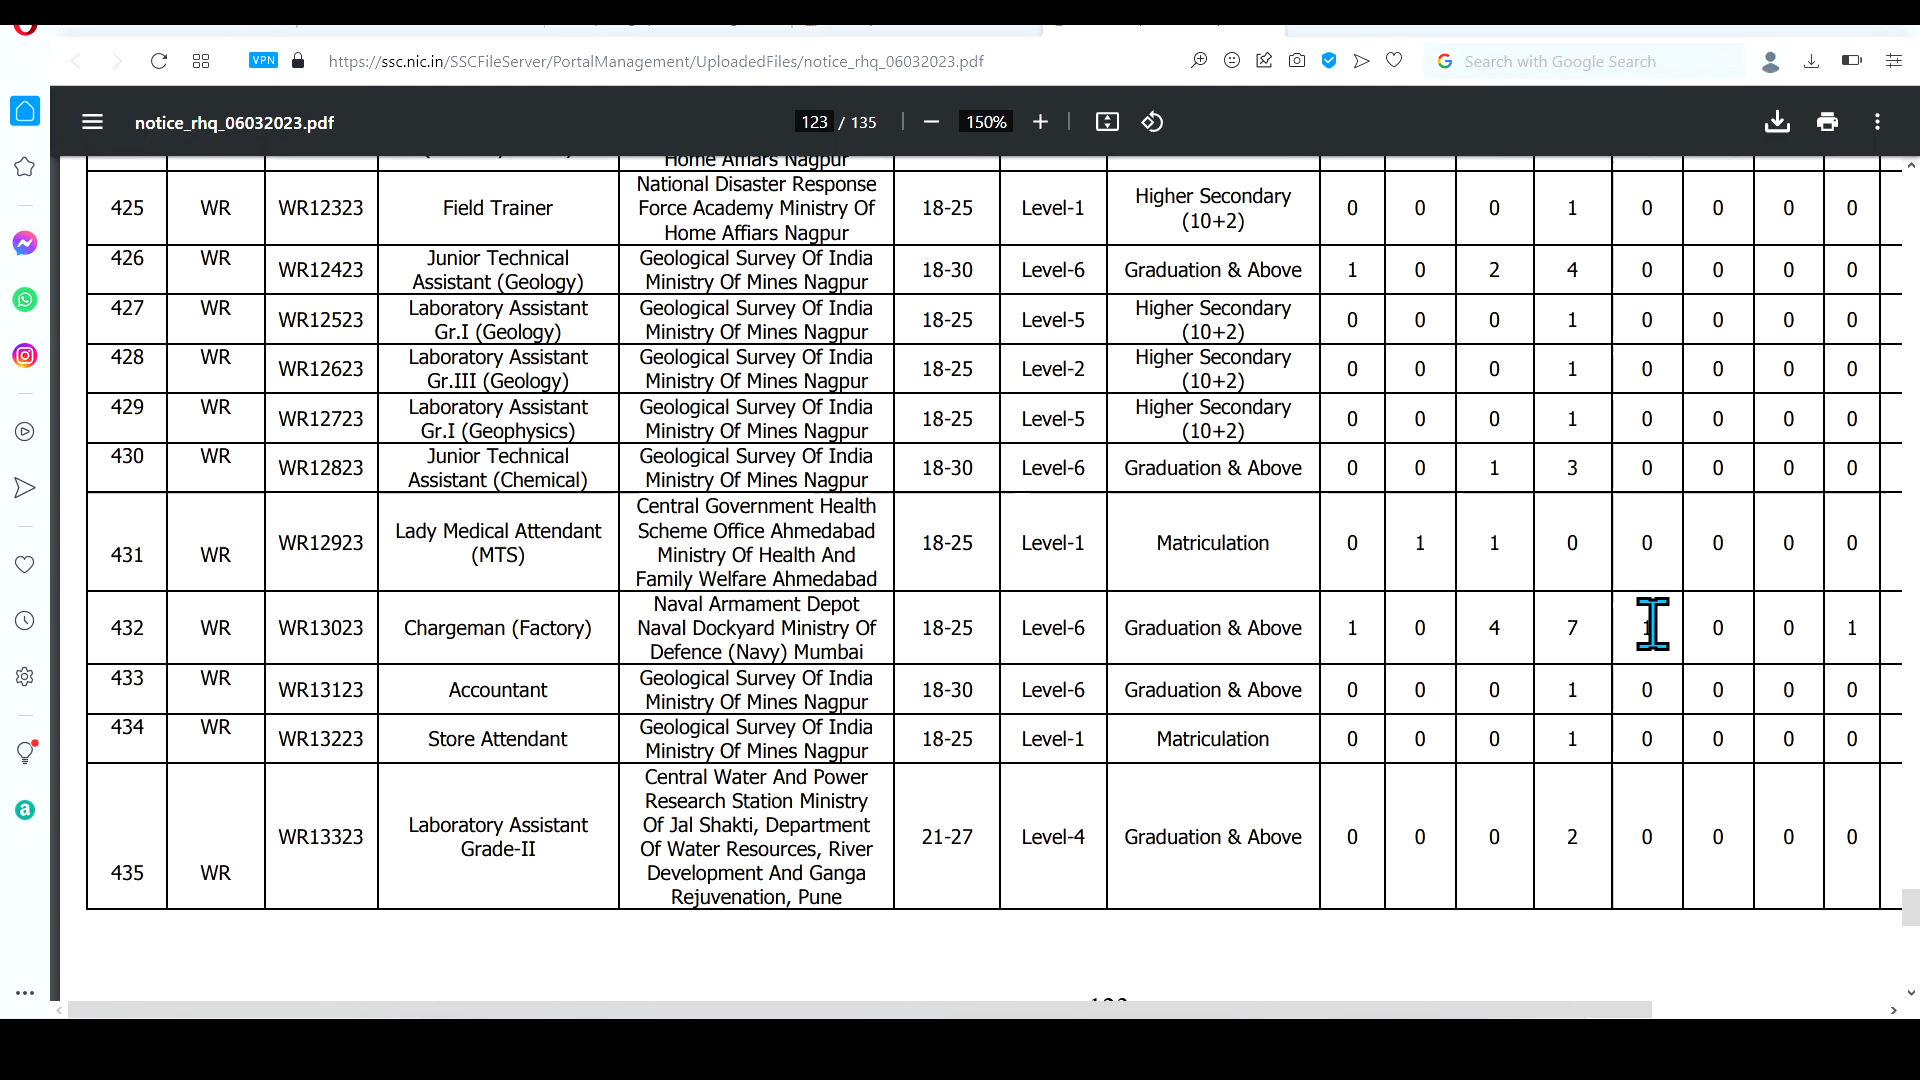 VPN https://ssc.nic.in/SSCFileServer/PortalManagement/UploadedFiles/notice_rhq_06032023.pdf Search with Google Search
notice_rhq_06032023.pdf 123 / 135 150%
Home Affiars Nagpur
425 WR WR12323 Field Trainer National Disaster Response Force Academy Ministry Of Home Affiars Nagpur 18-25 Level-1 Higher Secondary (10+2) 0 0 0 1 0 0 0 0
426 WR WR12423 Junior Technical Assistant (Geology) Geological Survey Of India Ministry Of Mines Nagpur 18-30 Level-6 Graduation & Above 1 0 2 4 0 0 0 0
427 WR WR12523 Laboratory Assistant Gr.I (Geology) Geological Survey Of India Ministry Of Mines Nagpur 18-25 Level-5 Higher Secondary (10+2) 0 0 0 1 0 0 0 0
428 WR WR12623 Laboratory Assistant Gr.III (Geology) Geological Survey Of India Ministry Of Mines Nagpur 18-25 Level-2 Higher Secondary (10+2) 0 0 0 1 0 0 0 0
429 WR WR12723 Laboratory Assistant Gr.I (Geophysics) Geological Survey Of India Ministry Of Mines Nagpur 18-25 Level-5 Higher Secondary (10+2) 0 0 0 1 0 0 0 0
430 WR WR12823 Junior Technical Assistant (Chemical) Geological Survey Of India Ministry Of Mines Nagpur 18-30 Level-6 Graduation & Above 0 0 1 3 0 0 0 0
431 WR WR12923 Lady Medical Attendant (MTS) Central Government Health Scheme Office Ahmedabad Ministry Of Health And Family Welfare Ahmedabad 18-25 Level-1 Matriculation 0 1 1 0 0 0 0 0
432 WR WR13023 Chargeman (Factory) Naval Armament Depot Naval Dockyard Ministry Of Defence (Navy) Mumbai 18-25 Level-6 Graduation & Above 1 0 4 7 1 0 0 1
433 WR WR13123 Accountant Geological Survey Of India Ministry Of Mines Nagpur 18-30 Level-6 Graduation & Above 0 0 0 1 0 0 0 0
434 WR WR13223 Store Attendant Geological Survey Of India Ministry Of Mines Nagpur 18-25 Level-1 Matriculation 0 0 0 1 0 0 0 0
435 WR WR13323 Laboratory Assistant Grade-II Central Water And Power Research Station Ministry Of Jal Shakti, Department Of Water Resources, River Development And Ganga Rejuvenation, Pune 21-27 Level-4 Graduation & Above 0 0 0 2 0 0 0 0